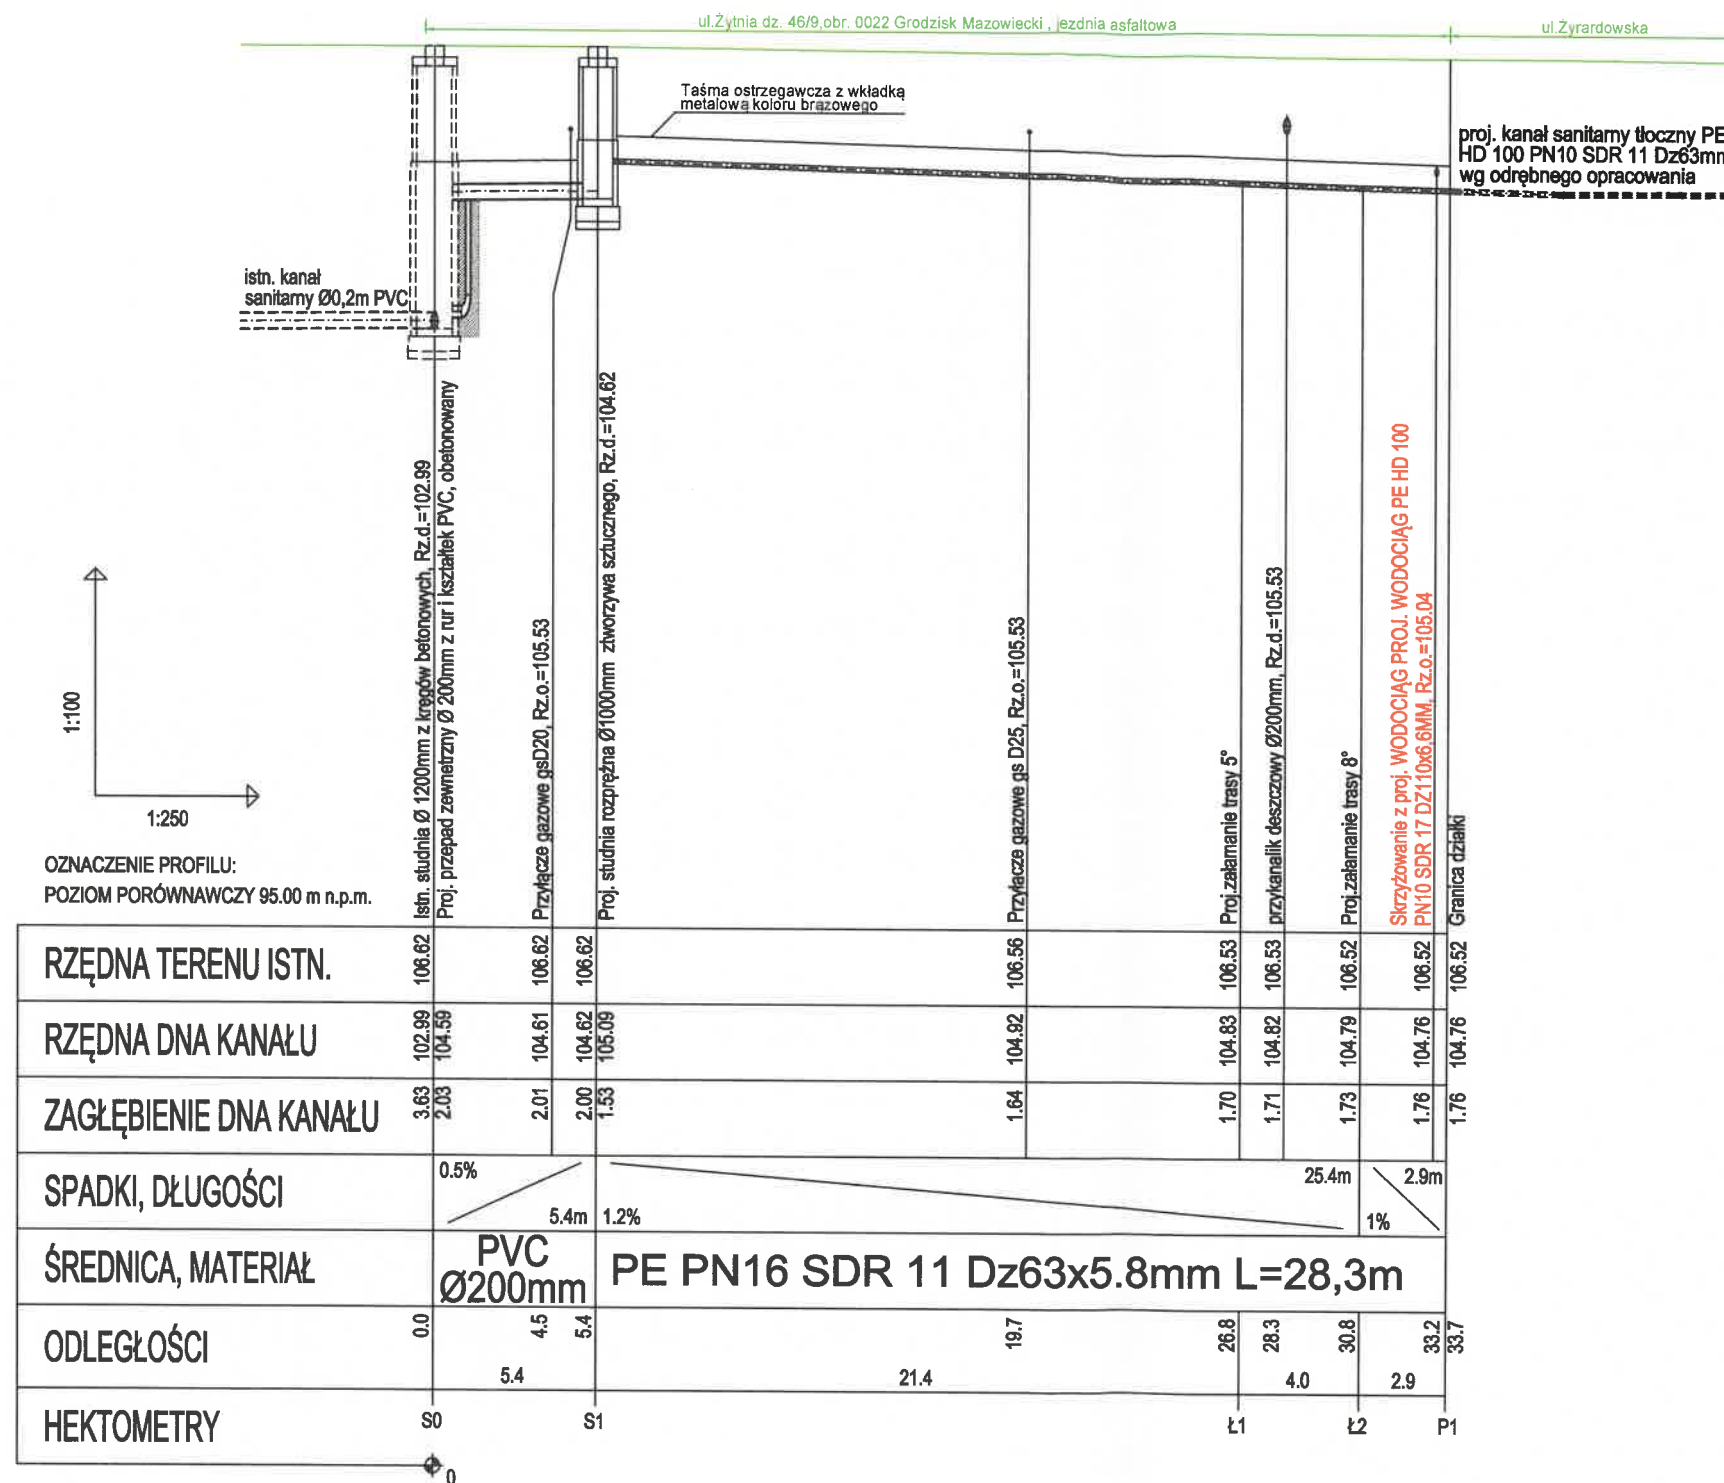 ul.Żytnia dz. 46/9,obr. 0022 Grodzisk Mazowiecki , jezdnia asfaltowa
ul.Żyrardowska
Taśma ostrzegawcza z wkładką
metalową koloru brązowego
proj. kanał sanitarny tłoczny PE
HD 100 PN10 SDR 11 Dz63mm
wg odrębnego opracowania
istn. kanał
sanitarny Ø0,2m PVC
Istn. studnia Ø 1200mm z kręgów betonowych, Rz.d.=102.99
Proj. przepad zewnetrzny Ø 200mm z rur i kształtek PVC, obetonowany
Przyłącze gazowe gsD20, Rz.o.=105.53
Proj. studnia rozprężna Ø1000mm ztworzywa sztucznego, Rz.d.=104.62
Przyłacze gazowe gs D25, Rz.o.=105.53
Proj.załamanie trasy 5°
przykanalik deszczowy Ø200mm, Rz.d.=105.53
Proj.załamanie trasy 8°
Skrzyżowanie z proj. WODOCIĄG PROJ. WODOCIĄG PE HD 100
PN10 SDR 17 DZ110x6,6MM, Rz.o.=105.04
Granica działki
1:100
1:250
OZNACZENIE PROFILU:
POZIOM PORÓWNAWCZY 95.00 m n.p.m.
RZĘDNA TERENU ISTN. 106.62 106.62 106.62 106.56 106.53 106.53 106.52 106.52 106.52
RZĘDNA DNA KANAŁU 102.99 104.59 104.61 104.62 105.09 104.92 104.83 104.82 104.79 104.76 104.76
ZAGŁĘBIENIE DNA KANAŁU 3.63 2.03 2.01 2.00 1.53 1.64 1.70 1.71 1.73 1.76 1.76
SPADKI, DŁUGOŚCI 0.5% 5.4m 1.2% 25.4m 1% 2.9m
ŚREDNICA, MATERIAŁ
PVC
Ø200mm
PE PN16 SDR 11 Dz63x5.8mm L=28,3m
ODLEGŁOŚCI 0.0 4.5 5.4 19.7 26.8 28.3 30.8 33.2 33.7
5.4 21.4 4.0 2.9
HEKTOMETRY S0 S1 Ł1 Ł2 P1
0